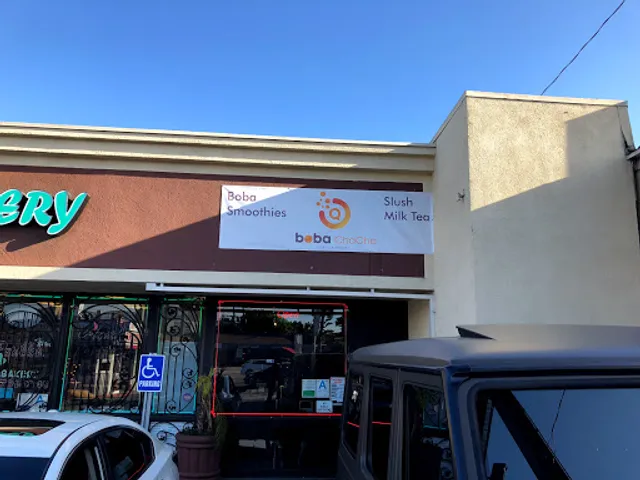 ERY
Boba
Smoothies
Slush
Milk Tea
boba ChaCha
PARKING
A